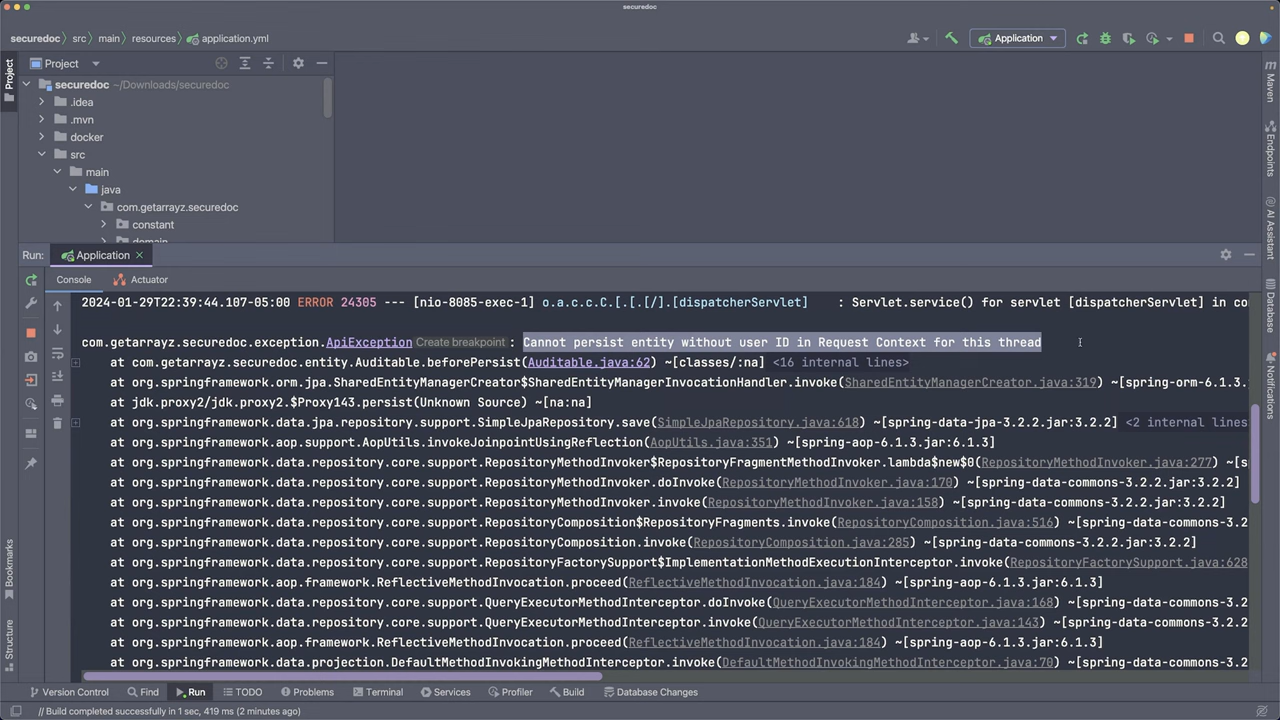 securedoc
securedoc src main resources application.yml Application
Project
securedoc ~/Downloads/securedoc
.idea
.mvn
docker
src
main
java
com.getarrayz.securedoc
constant
domain
Run: Application
Console Actuator
2024-01-29T22:39:44.107-05:00 ERROR 24305 --- [nio-8085-exec-1] o.a.c.c.C.[.[.[/].[dispatcherServlet] : Servlet.service() for servlet [dispatcherServlet] in co
com.getarrayz.securedoc.exception.ApiException Create breakpoint : Cannot persist entity without user ID in Request Context for this thread
at com.getarrayz.securedoc.entity.Auditable.beforePersist(Auditable.java:62) ~[classes/:na] <16 internal lines>
at org.springframework.orm.jpa.SharedEntityManagerCreator$SharedEntityManagerInvocationHandler.invoke(SharedEntityManagerCreator.java:319) ~[spring-orm-6.1.3.
at jdk.proxy2/jdk.proxy2.$Proxy143.persist(Unknown Source) ~[na:na]
at org.springframework.data.jpa.repository.support.SimpleJpaRepository.save(SimpleJpaRepository.java:618) ~[spring-data-jpa-3.2.2.jar:3.2.2] <2 internal lines
at org.springframework.aop.support.AopUtils.invokeJoinpointUsingReflection(AopUtils.java:351) ~[spring-aop-6.1.3.jar:6.1.3]
at org.springframework.data.repository.core.support.RepositoryMethodInvoker$RepositoryFragmentMethodInvoker.lambda$new$0(RepositoryMethodInvoker.java:277) ~[s
at org.springframework.data.repository.core.support.RepositoryMethodInvoker.doInvoke(RepositoryMethodInvoker.java:170) ~[spring-data-commons-3.2.2.jar:3.2.2]
at org.springframework.data.repository.core.support.RepositoryMethodInvoker.invoke(RepositoryMethodInvoker.java:158) ~[spring-data-commons-3.2.2.jar:3.2.2]
at org.springframework.data.repository.core.support.RepositoryComposition$RepositoryFragments.invoke(RepositoryComposition.java:516) ~[spring-data-commons-3.2
at org.springframework.data.repository.core.support.RepositoryComposition.invoke(RepositoryComposition.java:285) ~[spring-data-commons-3.2.2.jar:3.2.2]
at org.springframework.data.repository.core.support.RepositoryFactorySupport$ImplementationMethodExecutionInterceptor.invoke(RepositoryFactorySupport.java:628
at org.springframework.aop.framework.ReflectiveMethodInvocation.proceed(ReflectiveMethodInvocation.java:184) ~[spring-aop-6.1.3.jar:6.1.3]
at org.springframework.data.repository.core.support.QueryExecutorMethodInterceptor.doInvoke(QueryExecutorMethodInterceptor.java:168) ~[spring-data-commons-3.2
at org.springframework.data.repository.core.support.QueryExecutorMethodInterceptor.invoke(QueryExecutorMethodInterceptor.java:143) ~[spring-data-commons-3.2.2
at org.springframework.aop.framework.ReflectiveMethodInvocation.proceed(ReflectiveMethodInvocation.java:184) ~[spring-aop-6.1.3.jar:6.1.3]
at org.springframework.data.projection.DefaultMethodInvokingMethodInterceptor.invoke(DefaultMethodInvokingMethodInterceptor.java:70) ~[spring-data-commons-3.2
Version Control Find Run TODO Problems Terminal Services Profiler Build Database Changes
Build completed successfully in 1 sec, 419 ms (2 minutes ago)
Project
Bookmarks
Structure
Maven
Endpoints
Database
AI Assistant
Notifications